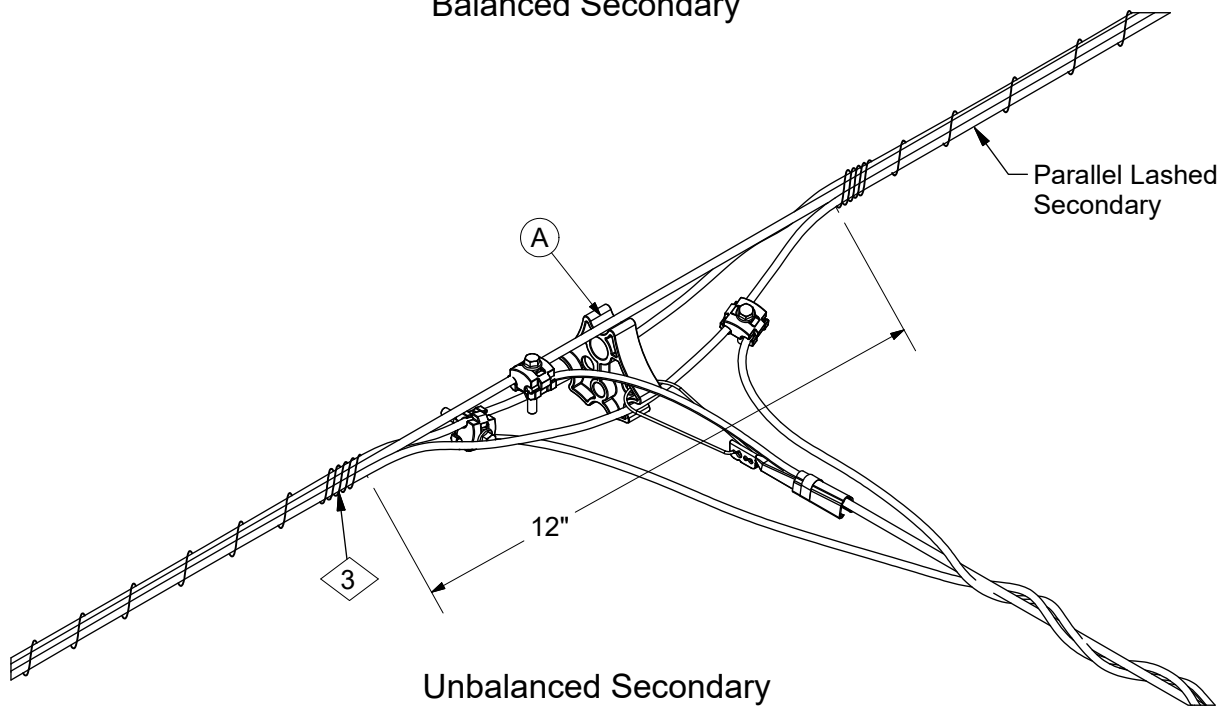 Balanced Secondary
Parallel Lashed
Secondary
A
12"
3
Unbalanced Secondary